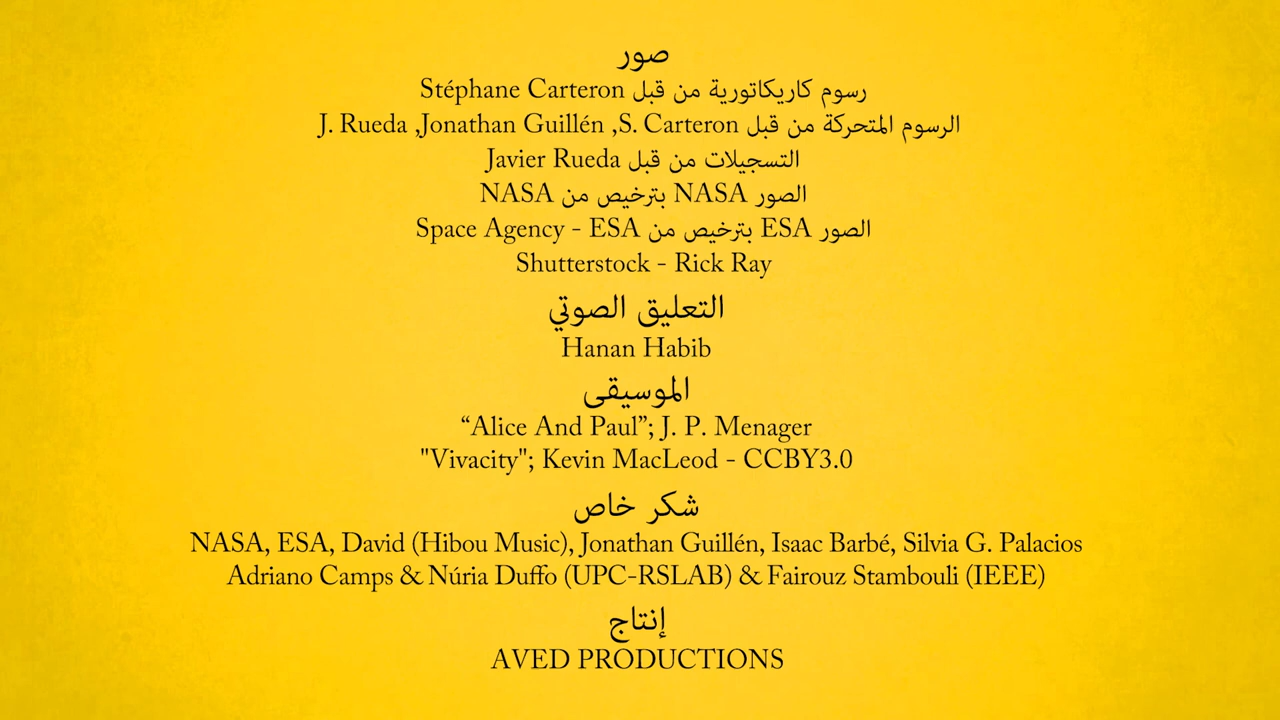 صور
رسوم كاريكاتورية من قبل Stéphane Carteron
الرسوم المتحركة من قبل J. Rueda ,Jonathan Guillén ,S. Carteron
التسجيلات من قبل Javier Rueda
الصور NASA بترخيص من NASA
الصور ESA بترخيص من Space Agency - ESA
Shutterstock - Rick Ray
التعليق الصوتي
Hanan Habib
الموسيقى
“Alice And Paul”; J. P. Menager
"Vivacity"; Kevin MacLeod - CCBY3.0
شكر خاص
NASA, ESA, David (Hibou Music), Jonathan Guillén, Isaac Barbé, Silvia G. Palacios
Adriano Camps & Núria Duffo (UPC-RSLAB) & Fairouz Stambouli (IEEE)
إنتاج
AVED PRODUCTIONS